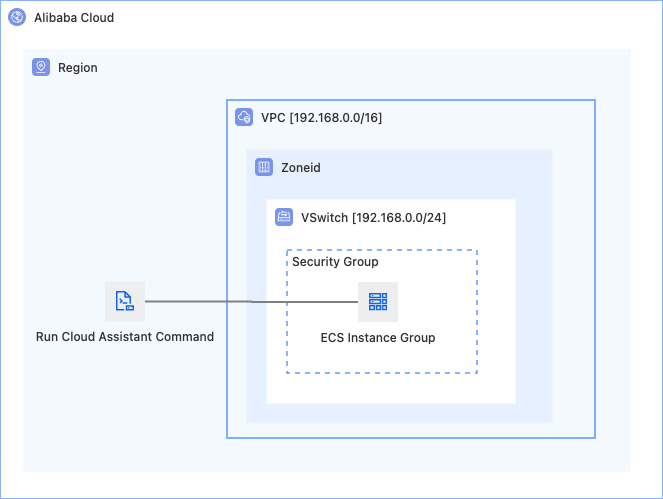 Alibaba Cloud
Region
VPC [192.168.0.0/16]
Zoneid
VSwitch [192.168.0.0/24]
Security Group
Run Cloud Assistant Command
ECS Instance Group